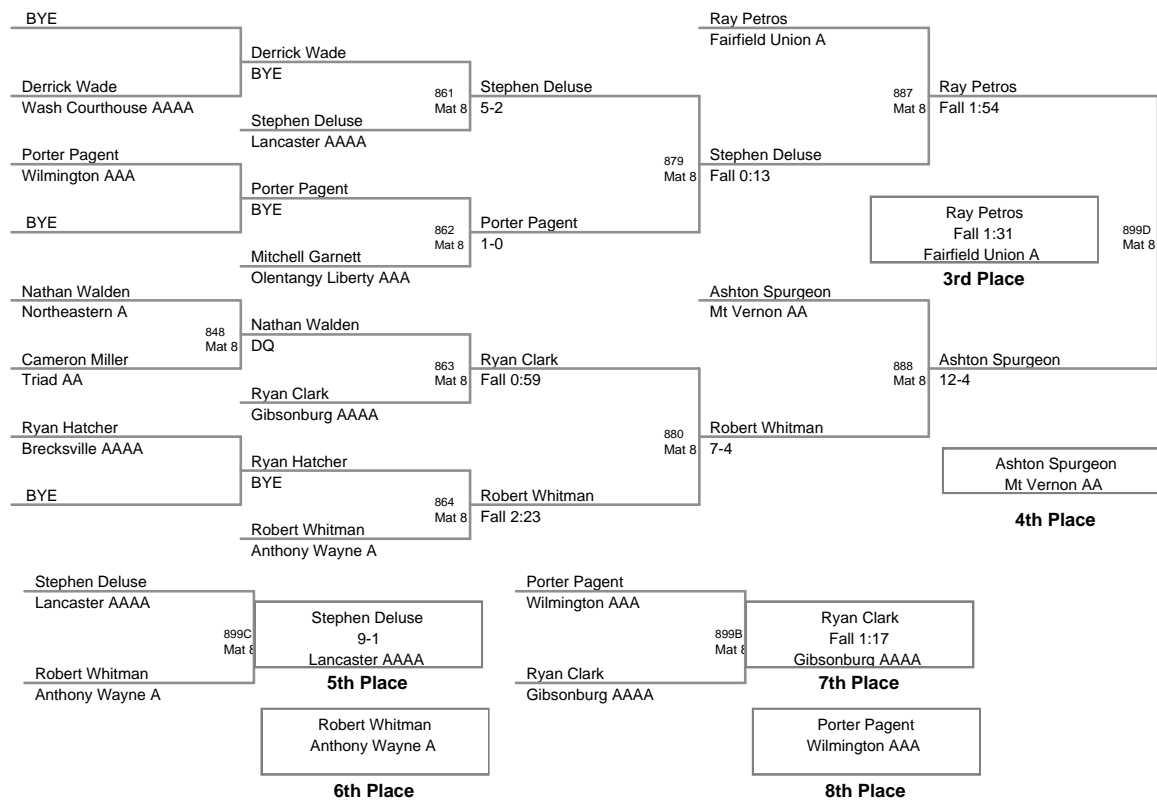 BYE
Derrick Wade
Wash Courthouse AAAA
Porter Pagent
Wilmington AAA
BYE
Nathan Walden
Northeastern A
848
Mat 8
Cameron Miller
Triad AA
Ryan Hatcher
Brecksville AAAA
BYE
Derrick Wade
BYE
861
Mat 8
Stephen Deluse
Lancaster AAAA
Porter Pagent
BYE
862
Mat 8
Mitchell Garnett
Olentangy Liberty AAA
Nathan Walden
DQ
863
Mat 8
Ryan Clark
Gibsonburg AAAA
Ryan Hatcher
BYE
864
Mat 8
Robert Whitman
Anthony Wayne A
Stephen Deluse
5-2
879
Mat 8
Porter Pagent
1-0
Ryan Clark
Fall 0:59
880
Mat 8
Robert Whitman
Fall 2:23
Ray Petros
Fairfield Union A
887
Mat 8
Stephen Deluse
Fall 0:13
Ashton Spurgeon
Mt Vernon AA
888
Mat 8
Robert Whitman
7-4
Ray Petros
Fall 1:54
899D
Mat 8
Ray Petros
Fall 1:31
Fairfield Union A
3rd Place
Ashton Spurgeon
12-4
Ashton Spurgeon
Mt Vernon AA
4th Place
Stephen Deluse
Lancaster AAAA
899C
Mat 8
Robert Whitman
Anthony Wayne A
Stephen Deluse
9-1
Lancaster AAAA
5th Place
Robert Whitman
Anthony Wayne A
6th Place
Porter Pagent
Wilmington AAA
899B
Mat 8
Ryan Clark
Gibsonburg AAAA
Ryan Clark
Fall 1:17
Gibsonburg AAAA
7th Place
Porter Pagent
Wilmington AAA
8th Place